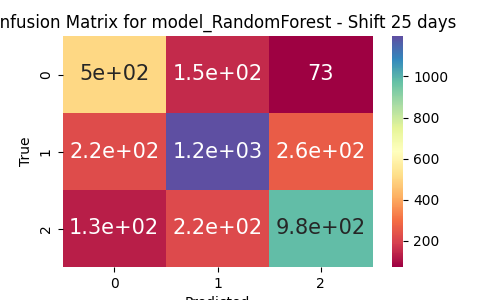 nfusion Matrix for model_RandomForest - Shift 25 days
0 5e+02 1.5e+02 73
1 2.2e+02 1.2e+03 2.6e+02
2 1.3e+02 2.2e+02 9.8e+02
True
0 1 2
Predicted
1000
800
600
400
200